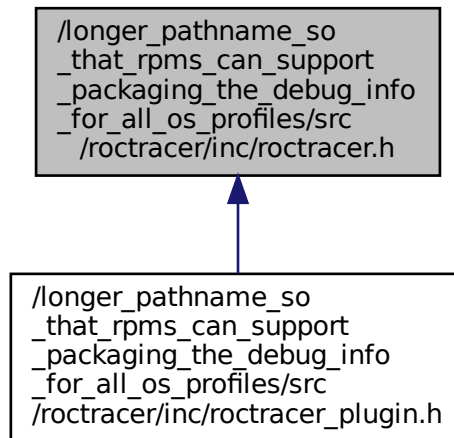 /longer_pathname_so
_that_rpms_can_support
_packaging_the_debug_info
_for_all_os_profiles/src
/roctracer/inc/roctracer.h
/longer_pathname_so
_that_rpms_can_support
_packaging_the_debug_info
_for_all_os_profiles/src
/roctracer/inc/roctracer_plugin.h